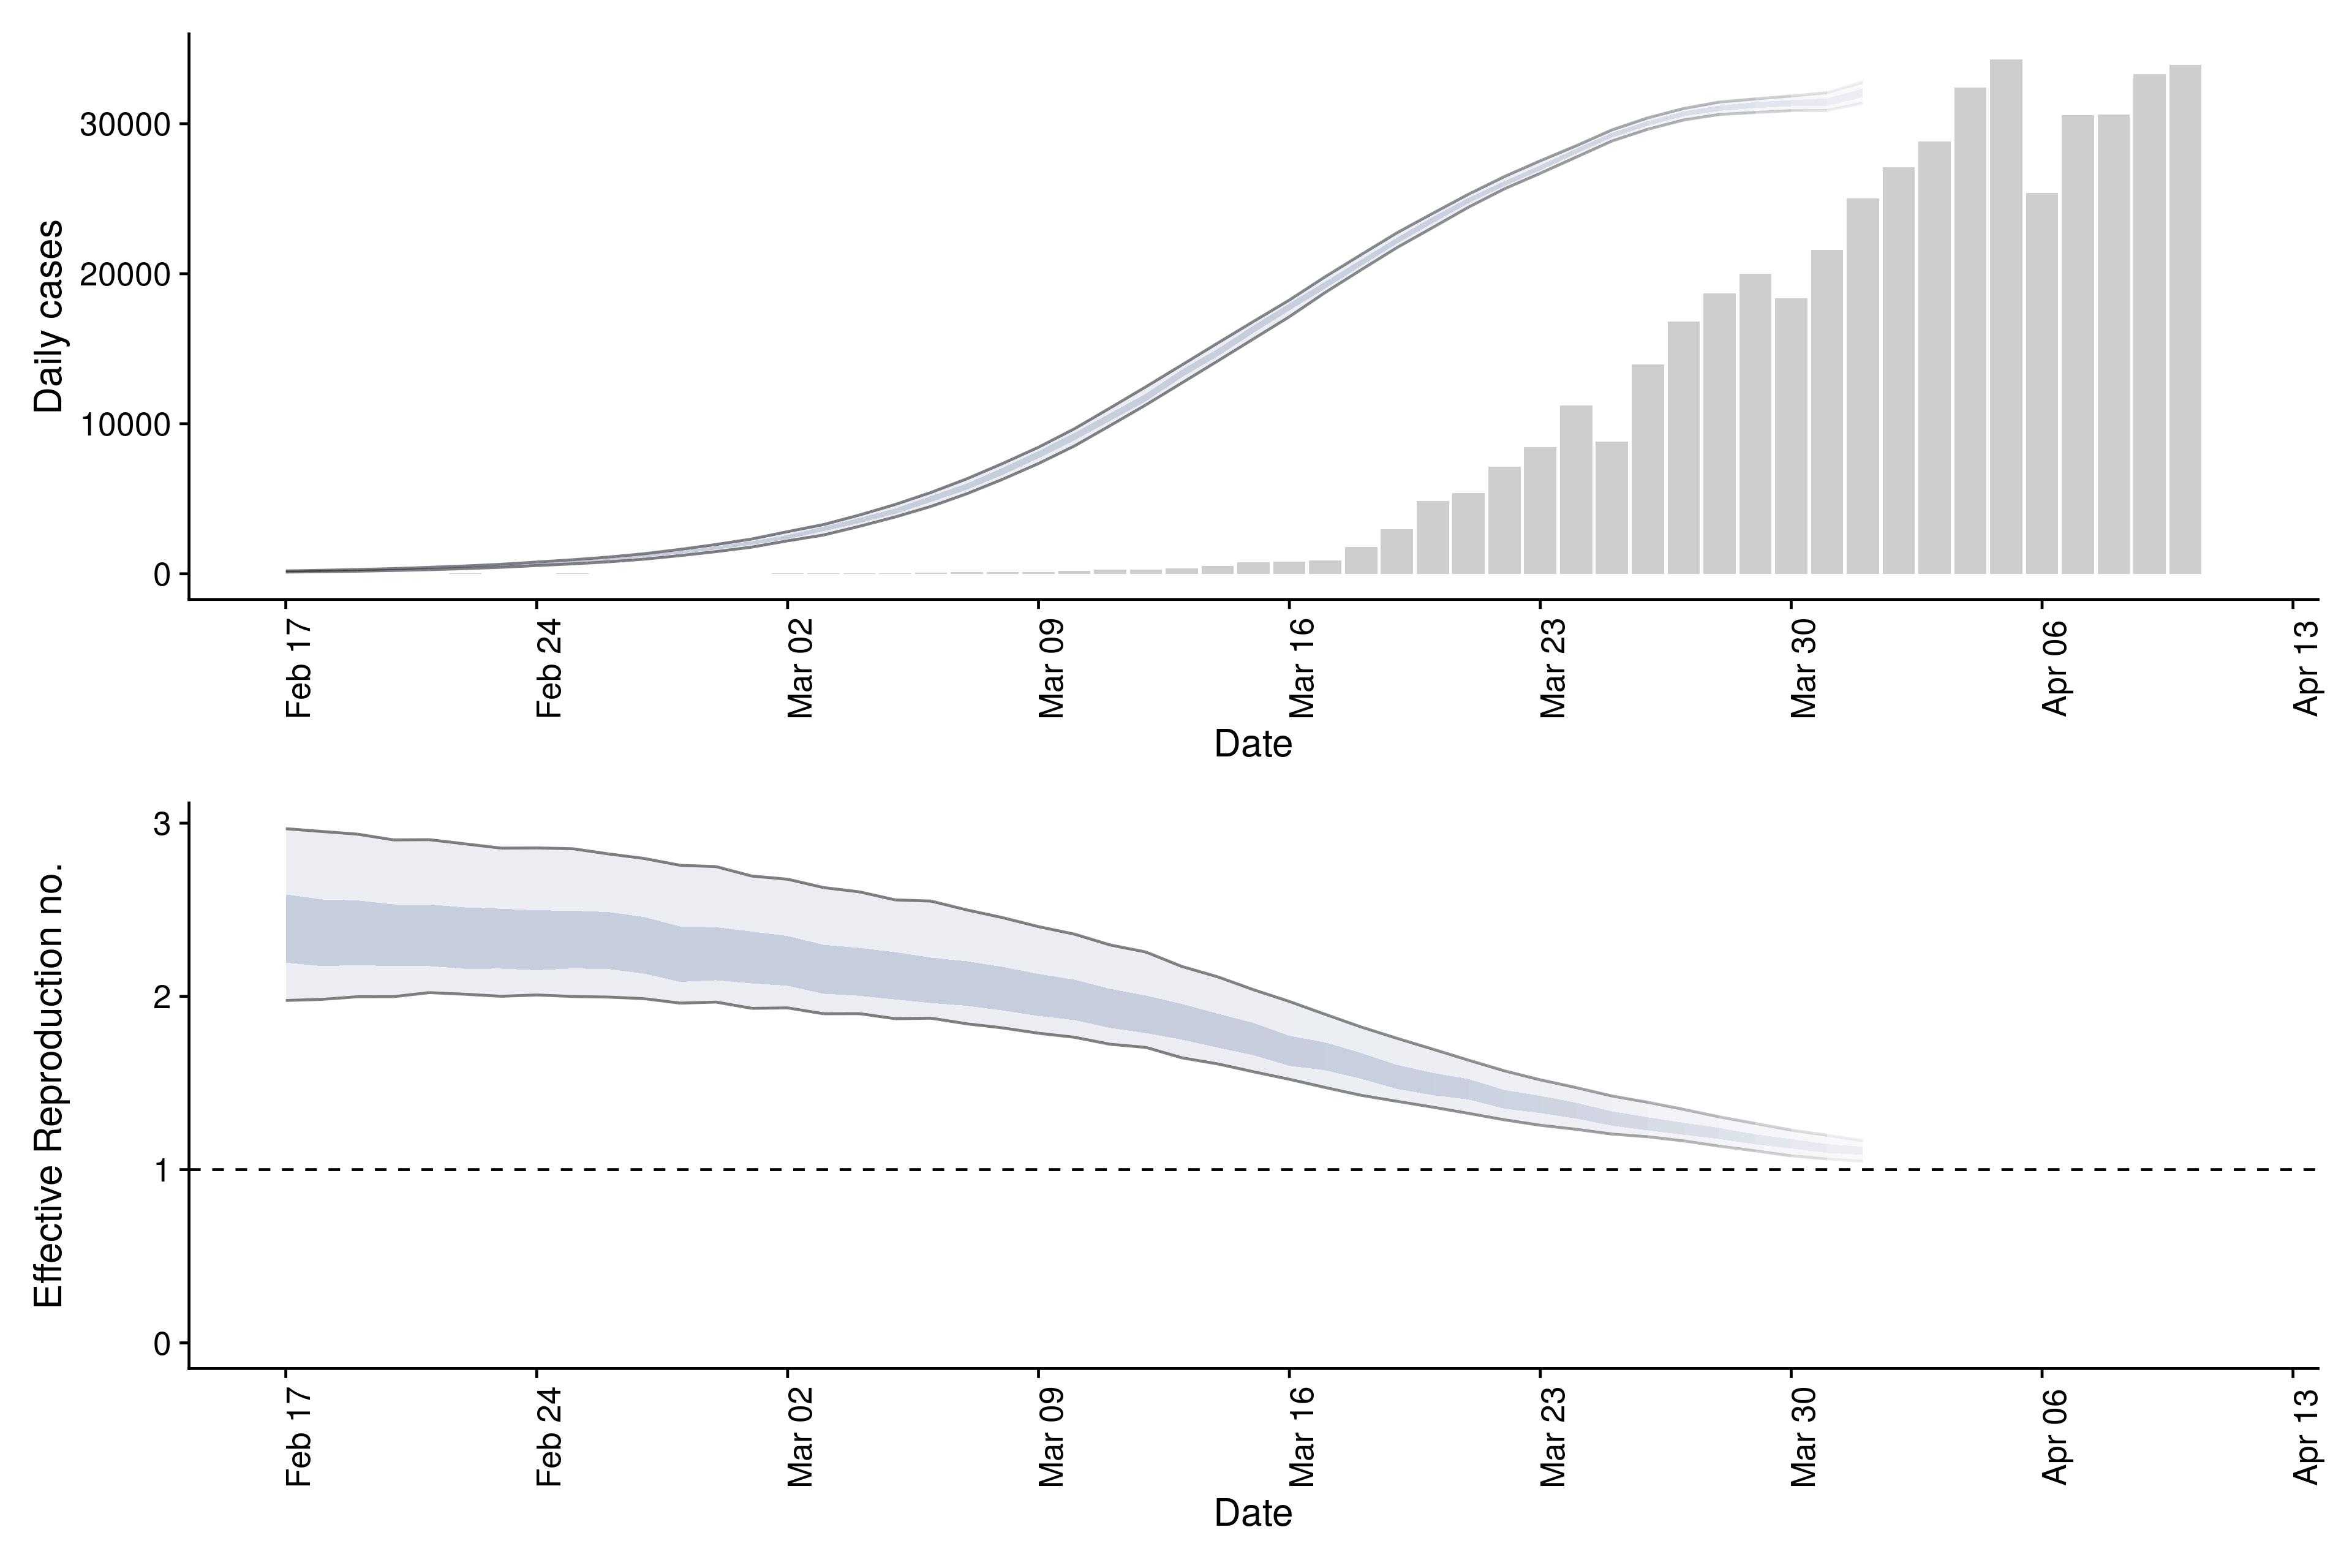 Daily cases
30000
20000
10000
0
Feb 17
Feb 24
Mar 02
Mar 09
Mar 16
Mar 23
Mar 30
Apr 06
Apr 13
Date
Effective Reproduction no.
3
2
1
0
Feb 17
Feb 24
Mar 02
Mar 09
Mar 16
Mar 23
Mar 30
Apr 06
Apr 13
Date